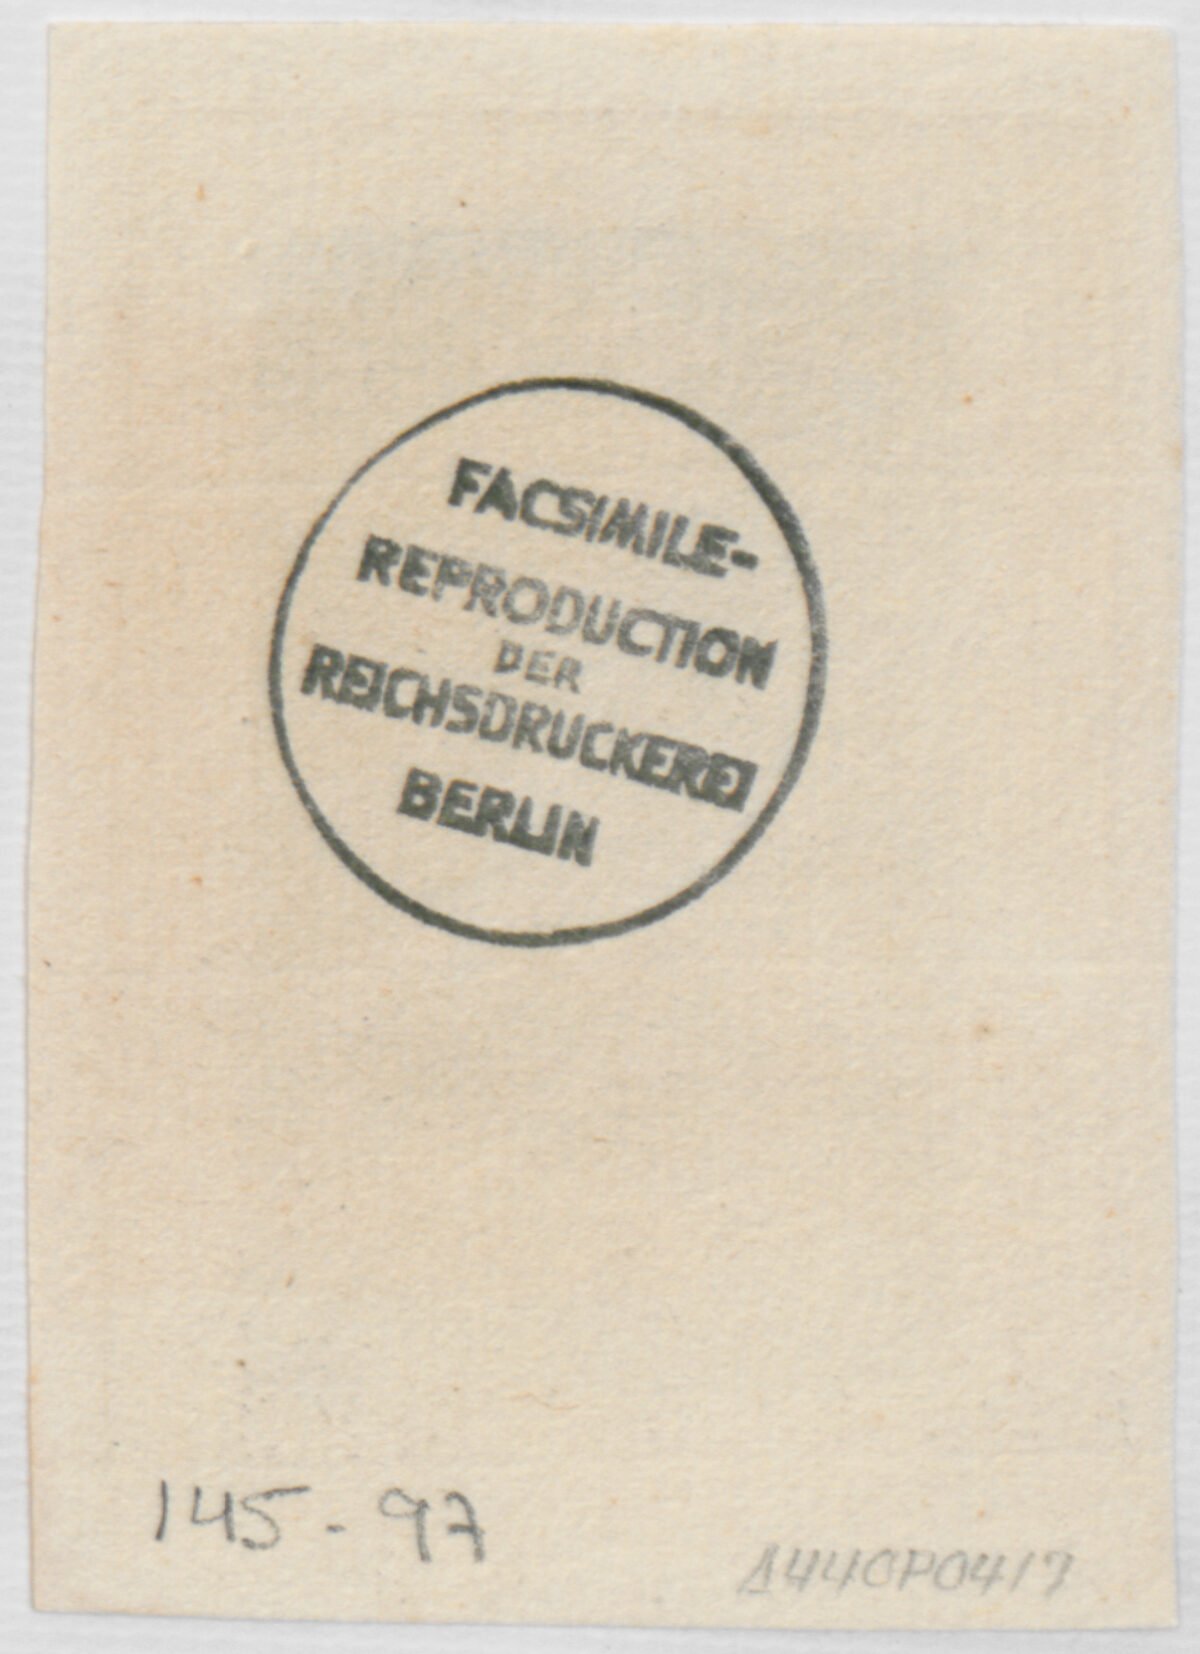 FACSIMILE-
REPRODUCTION
DER
REICHSDRUCKEREI
BERLIN
145-97
A440P0417